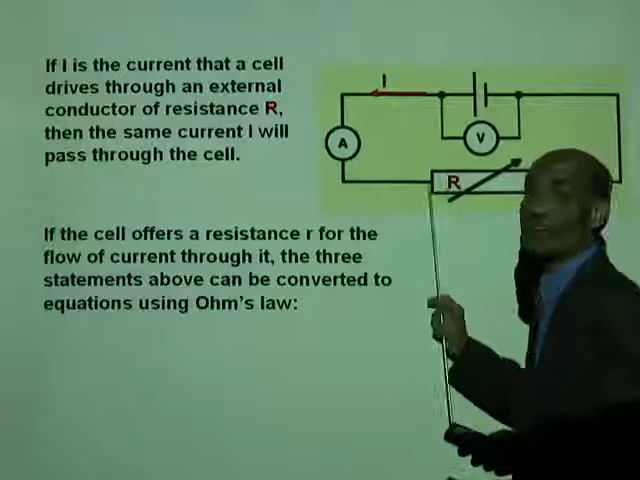 If I is the current that a cell
drives through an external
conductor of resistance R,
then the same current I will
pass through the cell.
I
A
V
R
If the cell offers a resistance r for the
flow of current through it, the three
statements above can be converted to
equations using Ohm's law: